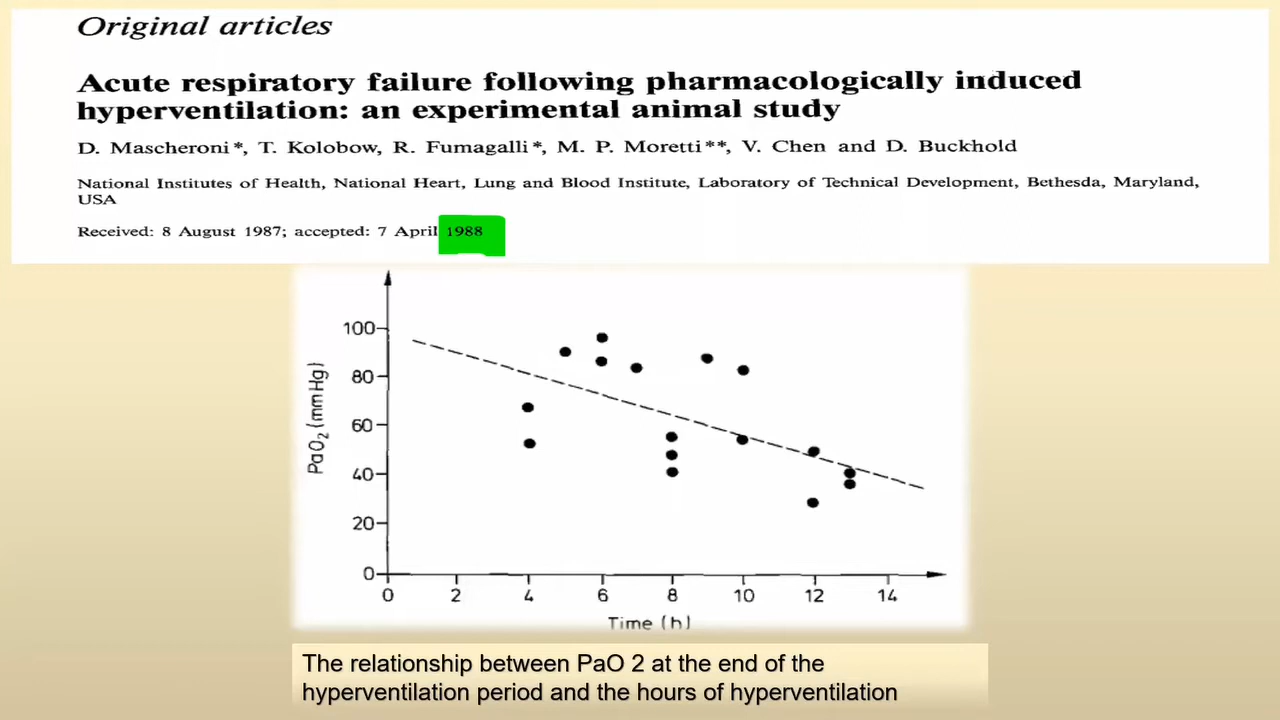 Original articles
Acute respiratory failure following pharmacologically induced
hyperventilation: an experimental animal study
D. Mascheroni*, T. Kolobow, R. Fumagalli*, M. P. Moretti**, V. Chen and D. Buckhold
National Institutes of Health, National Heart, Lung and Blood Institute, Laboratory of Technical Development, Bethesda, Maryland,
USA
Received: 8 August 1987; accepted: 7 April 1988
100
80
60
40
20
0
PaO2 (mmHg)
0 2 4 6 8 10 12 14
Time (h)
The relationship between PaO 2 at the end of the
hyperventilation period and the hours of hyperventilation